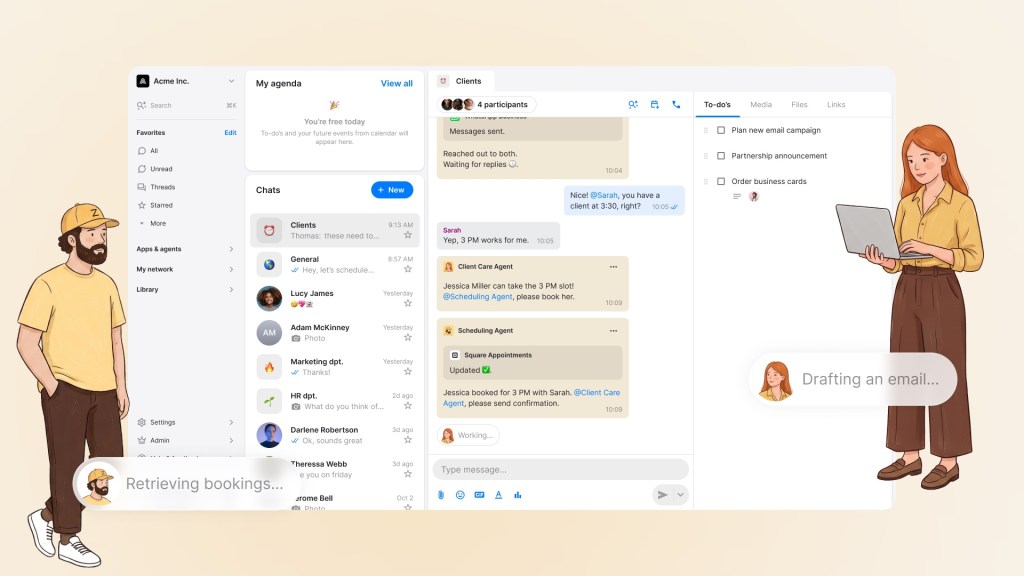 Acme Inc.
Search ⌘K
Favorites Edit
All
Unread
Threads
Starred
More
Apps & agents
My network
Library
Settings
Admin
Retrieving bookings...
My agenda View all
You're free today
To-do's and your future events from calendar will
appear here.
Chats
+ New
Clients 9:13 AM
Thomas: these need to...
General 8:57 AM
Hey, let's schedule...
Lucy James Yesterday
Adam McKinney Yesterday
AM
Photo
Marketing dpt. Yesterday
Thanks!
HR dpt. 2d ago
What do you think of...
Darlene Robertson 3d ago
Ok, sounds great
Theressa Webb 3d ago
you on friday
erome Bell Oct 2
Photo
Clients
4 participants
Messages sent.
Reached out to both.
Waiting for replies 💬.
10:04
Nice! @Sarah, you have a
client at 3:30, right? 10:05
Sarah
Yep, 3 PM works for me. 10:05
Client Care Agent
Jessica Miller can take the 3 PM slot!
@Scheduling Agent, please book her.
10:09
Scheduling Agent
Square Appointments
Updated ✅.
Jessica booked for 3 PM with Sarah. @Client Care
Agent, please send confirmation.
10:09
Working...
Type message...
GIF
To-do's Media Files Links
Plan new email campaign
Partnership announcement
Order business cards
Drafting an email...
Z